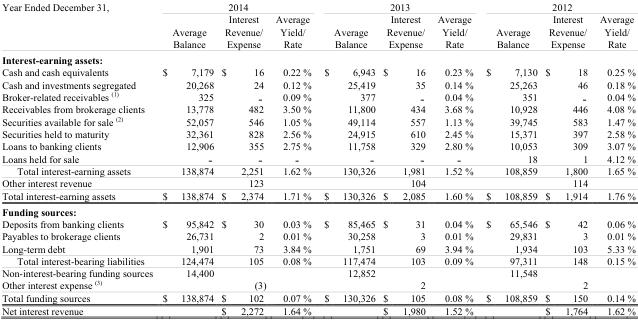 Year Ended December 31, 2014 2013 2012
Interest Interest Interest
Average Revenue/ Average Average Revenue/ Average Average Revenue/ Average
Yield/ Yield/ Yield/
Balance Expense Rate Balance Expense Rate Balance Expense Rate
Interest-earning assets:
Cash and cash equivalents $ 7,179 $ 16 0.22 % $ 6,943 $ 16 0.23 % $ 7,130 $ 18 0.25 %
Cash and investments segregated 20,268 24 0.12 % 25,419 35 0.14 % 25,263 46 0.18 %
Broker-related receivables (1) 325 - 0.09 % 377 - 0.04 % 351 - 0.04 %
Receivables from brokerage clients 13,778 482 3.50 % 11,800 434 3.68 % 10,928 446 4.08 %
Securities available for sale (2) 52,057 546 1.05 % 49,114 557 1.13 % 39,745 583 1.47 %
Securities held to maturity 32,361 828 2.56 % 24,915 610 2.45 % 15,371 397 2.58 %
Loans to banking clients 12,906 355 2.75 % 11,758 329 2.80 % 10,053 309 3.07 %
Loans held for sale - - - - - - 18 1 4.12 %
Total interest-earning assets 138,874 2,251 1.62 % 130,326 1,981 1.52 % 108,859 1,800 1.65 %
Other interest revenue 123 104 114
Total interest-earning assets $ 138,874 $ 2,374 1.71 % $ 130,326 $ 2,085 1.60 % $ 108,859 $ 1,914 1.76 %
Funding sources:
Deposits from banking clients $ 95,842 $ 30 0.03 % $ 85,465 $ 31 0.04 % $ 65,546 $ 42 0.06 %
Payables to brokerage clients 26,731 2 0.01 % 30,258 3 0.01 % 29,831 3 0.01 %
Long-term debt 1,901 73 3.84 % 1,751 69 3.94 % 1,934 103 5.33 %
Total interest-bearing liabilities 124,474 105 0.08 % 117,474 103 0.09 % 97,311 148 0.15 %
Non-interest-bearing funding sources 14,400 12,852 11,548
Other interest expense (3) (3) 2 2
Total funding sources $ 138,874 $ 102 0.07 % $ 130,326 $ 105 0.08 % $ 108,859 $ 150 0.14 %
Net interest revenue $ 2,272 1.64 % $ 1,980 1.52 % $ 1,764 1.62 %